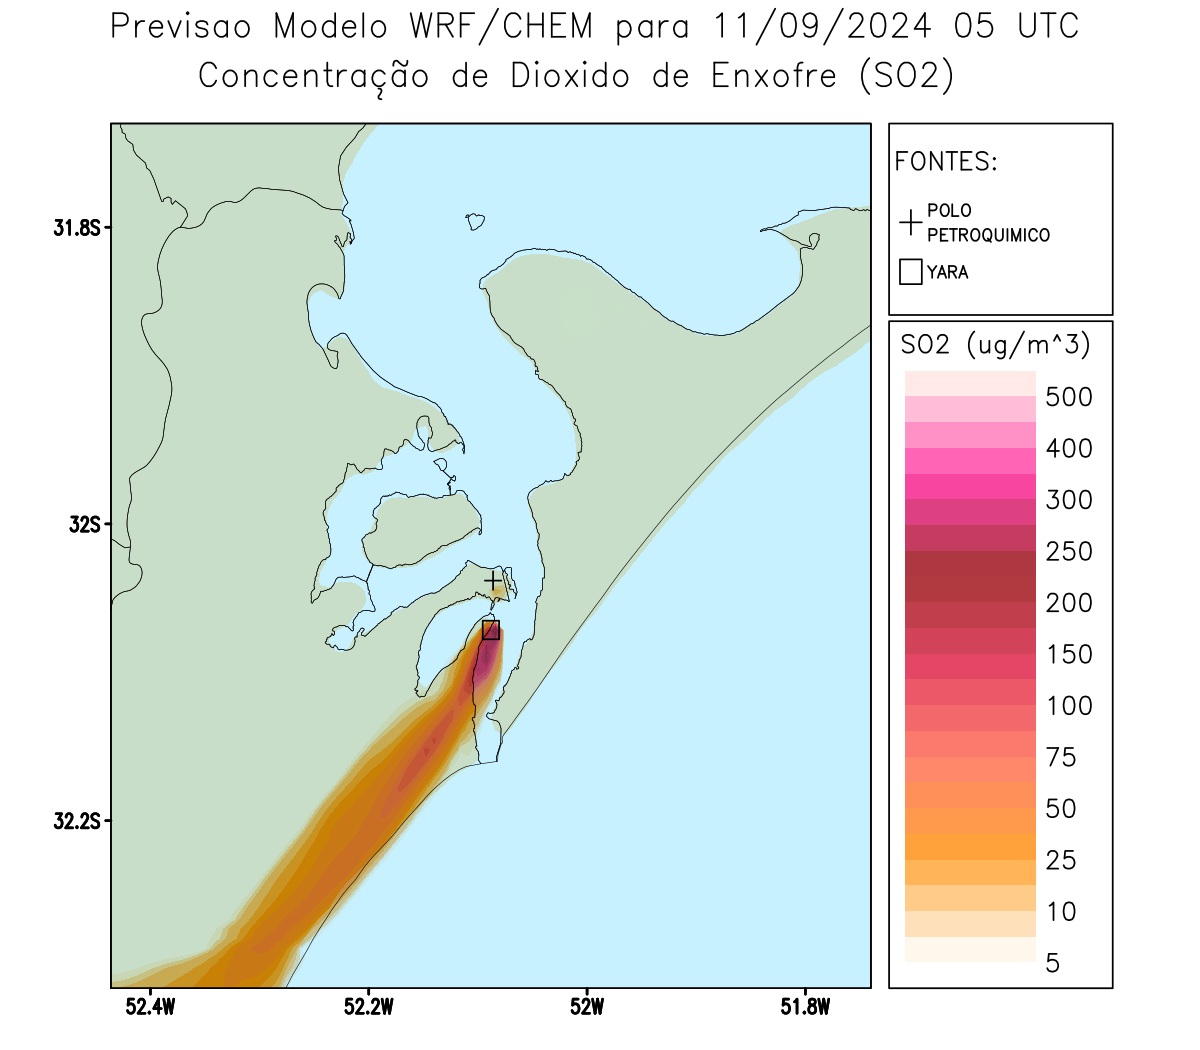 Previsao Modelo WRF/CHEM para 11/09/2024 05 UTC
Concentração de Dioxido de Enxofre (SO2)
FONTES:
POLO
PETROQUIMICO
YARA
SO2 (ug/m^3)
500
400
300
250
200
150
100
75
50
25
10
5
31.8S
32S
32.2S
52.4W
52.2W
52W
51.8W